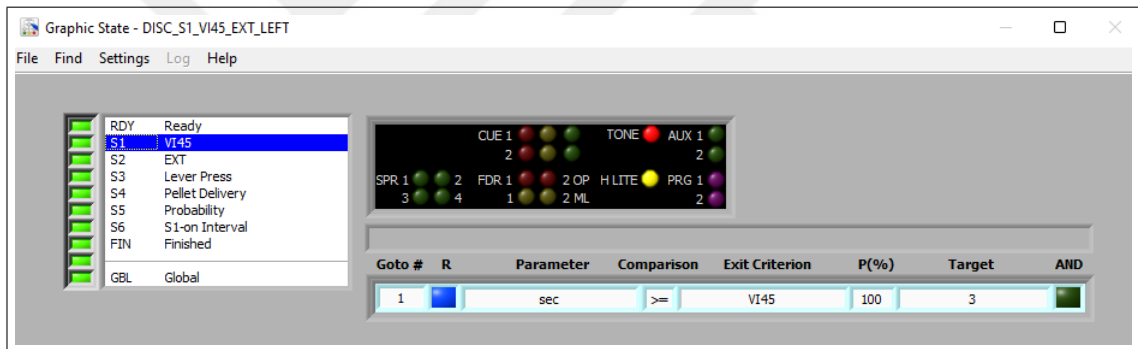 Graphic State - DISC_S1_VI45_EXT_LEFT
File Find Settings Log Help
RDY Ready
S1 VI45
S2 EXT
S3 Lever Press
S4 Pellet Delivery
S5 Probability
S6 S1-on Interval
FIN Finished
GBL Global
CUE 1 TONE AUX 1
2 2
SPR 1 2 FDR 1 2 OP H LITE PRG 1
3 4 1 2 ML 2
Goto # R Parameter Comparison Exit Criterion P(%) Target AND
1 sec >= VI45 100 3